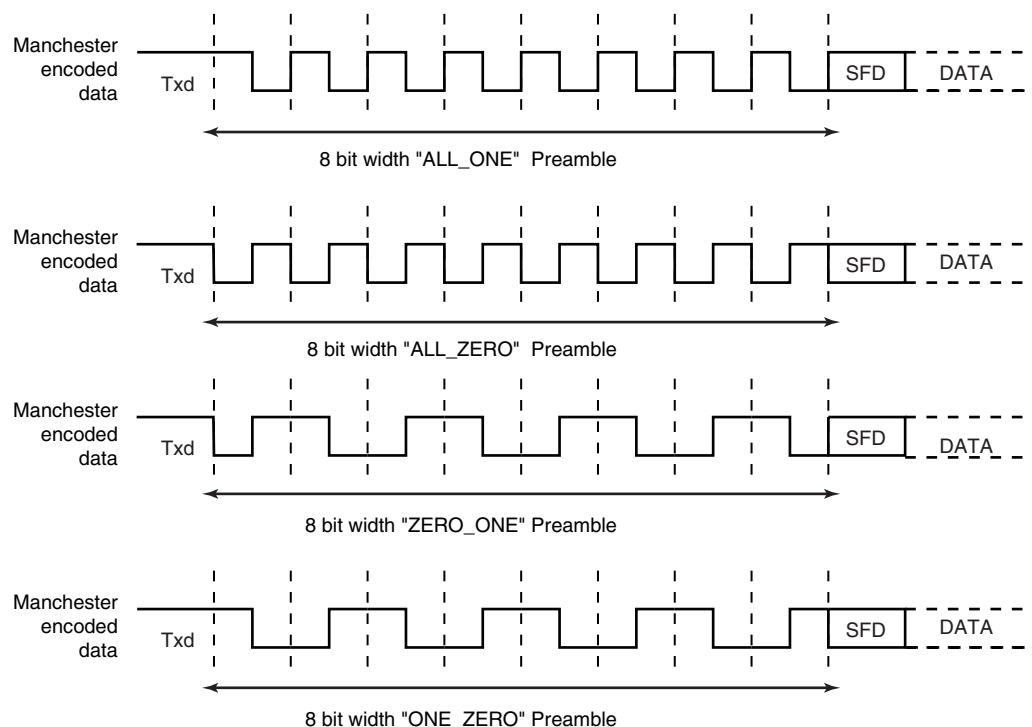 Manchester
encoded
data
Txd
SFD
DATA
8 bit width "ALL_ONE" Preamble
Manchester
encoded
data
Txd
SFD
DATA
8 bit width "ALL_ZERO" Preamble
Manchester
encoded
data
Txd
SFD
DATA
8 bit width "ZERO_ONE" Preamble
Manchester
encoded
data
Txd
SFD
DATA
8 bit width "ONE_ZERO" Preamble